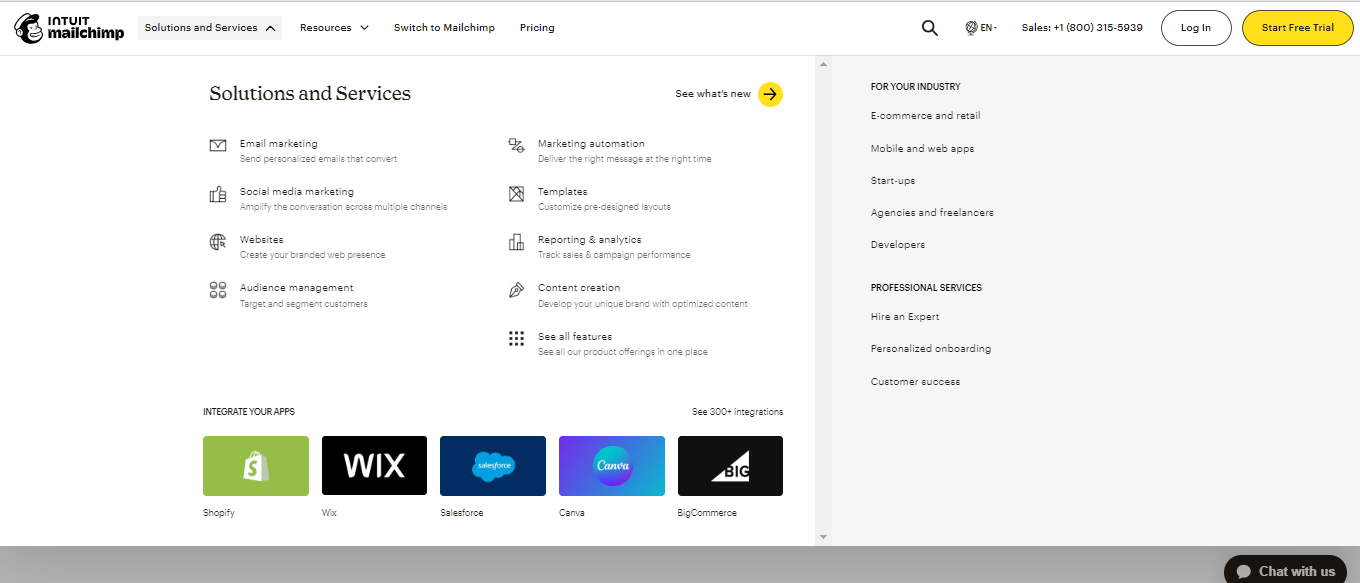 INTUIT
mailchimp
Solutions and Services
Resources
Switch to Mailchimp
Pricing
EN
Sales: +1 (800) 315-5939
Log In
Start Free Trial
Solutions and Services
See what's new
Email marketing
Send personalized emails that convert
Social media marketing
Amplify the conversation across multiple channels
Websites
Create your branded web presence
Audience management
Target and segment customers
Marketing automation
Deliver the right message at the right time
Templates
Customize pre-designed layouts
Reporting & analytics
Track sales & campaign performance
Content creation
Develop your unique brand with optimized content
See all features
See all our product offerings in one place
INTEGRATE YOUR APPS
See 300+ integrations
S
WIX
salesforce
Canva
BIG
Shopify
Wix
Salesforce
Canva
BigCommerce
FOR YOUR INDUSTRY
E-commerce and retail
Mobile and web apps
Start-ups
Agencies and freelancers
Developers
PROFESSIONAL SERVICES
Hire an Expert
Personalized onboarding
Customer success
Chat with us